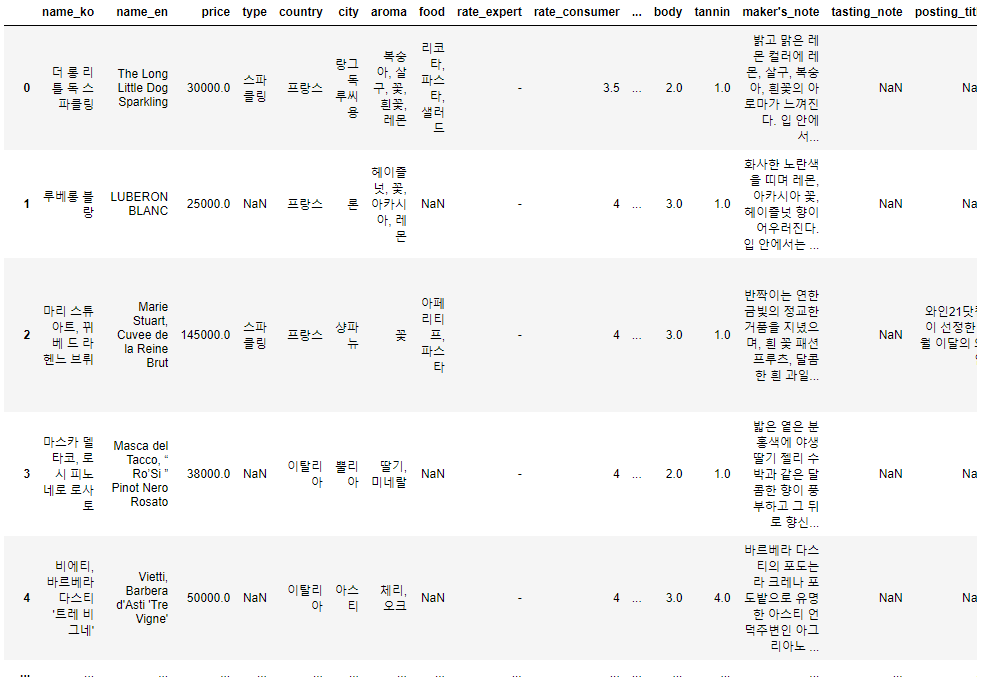 name_ko name_en price type country city aroma food rate_expert rate_consumer ... body tannin maker's_note tasting_note posting_titl
0
더 롱 리
틀 독 스
파클링
The Long
Little Dog
Sparkling
30000.0
스파
클링
프랑스
랑그
독
루씨
용
복숭
아, 살
구, 꽃,
흰꽃,
레몬
리코
타,
파스
타,
샐러
드
-
3.5
...
2.0
1.0
밝고 맑은 레
몬 컬러에 레
몬, 살구, 복숭
아, 흰꽃의 아
로마가 느껴진
다. 입 안에
서...
NaN
Na
1
루베롱 블
랑
LUBERON
BLANC
25000.0
NaN
프랑스
론
헤이즐
넛, 꽃,
아카시
아, 레
몬
NaN
-
4
...
3.0
1.0
화사한 노란색
을 띠며 레몬,
아카시아 꽃,
헤이즐넛 향이
어우러진다.
입 안에서는 ...
NaN
Na
2
마리 스튜
아트, 뀌
베 드 라
헨느 브뤼
Marie
Stuart,
Cuvee de
la Reine
Brut
145000.0
스파
클링
프랑스
샹파
뉴
꽃
아페
리티
프,
파스
타
-
4
...
3.0
1.0
반짝이는 연한
금빛의 정교한
거품을 지녔으
며, 흰 꽃 패션
프루츠, 달콤
한 흰 과일...
NaN
와인21닷
이 선정한
월 이달의
3
마스카 델
타코, 로
시 피노
네로 로사
토
Masca del
Tacco, “
Ro’Si ”
Pinot Nero
Rosato
38000.0
NaN
이탈리
아
뿔리
아
딸기,
미네랄
NaN
-
4
...
2.0
1.0
밟은 옅은 분
홍색에 야생
딸기 젤리 수
박과 같은 달
콤한 향이 풍
부하고 그 뒤
로 향신...
NaN
Na
4
비에티,
바르베라
다스티
'트레 비
그네'
Vietti,
Barbera
d'Asti 'Tre
Vigne'
50000.0
NaN
이탈리
아
아스
티
체리,
오크
NaN
-
4
...
3.0
4.0
바르베라 다스
티의 포도는
라 크레나 포
도밭으로 유명
한 아스티 언
덕주변인 아그
리아노 ...
NaN
Na
... ... ... ... ... ... ... ... ... ... ... ... ... ... ... ...